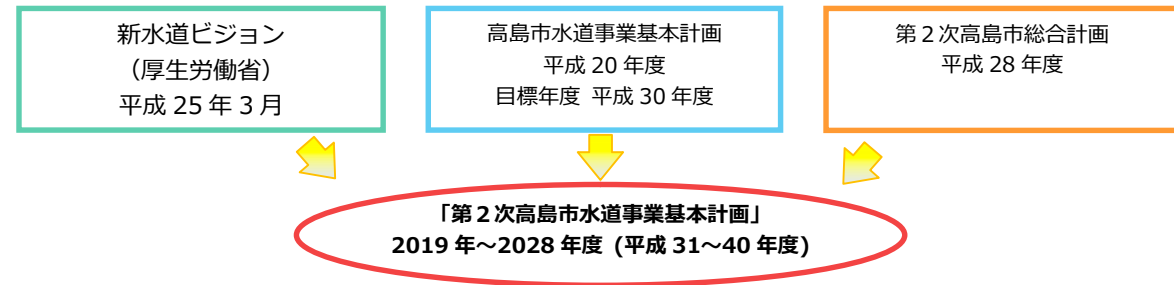 新水道ビジョン
（厚生労働省）
平成 25 年 3 月
高島市水道事業基本計画
平成 20 年度
目標年度 平成 30 年度
第２次高島市総合計画
平成 28 年度
「第２次高島市水道事業基本計画」
2019 年～2028 年度 (平成 31～40 年度)